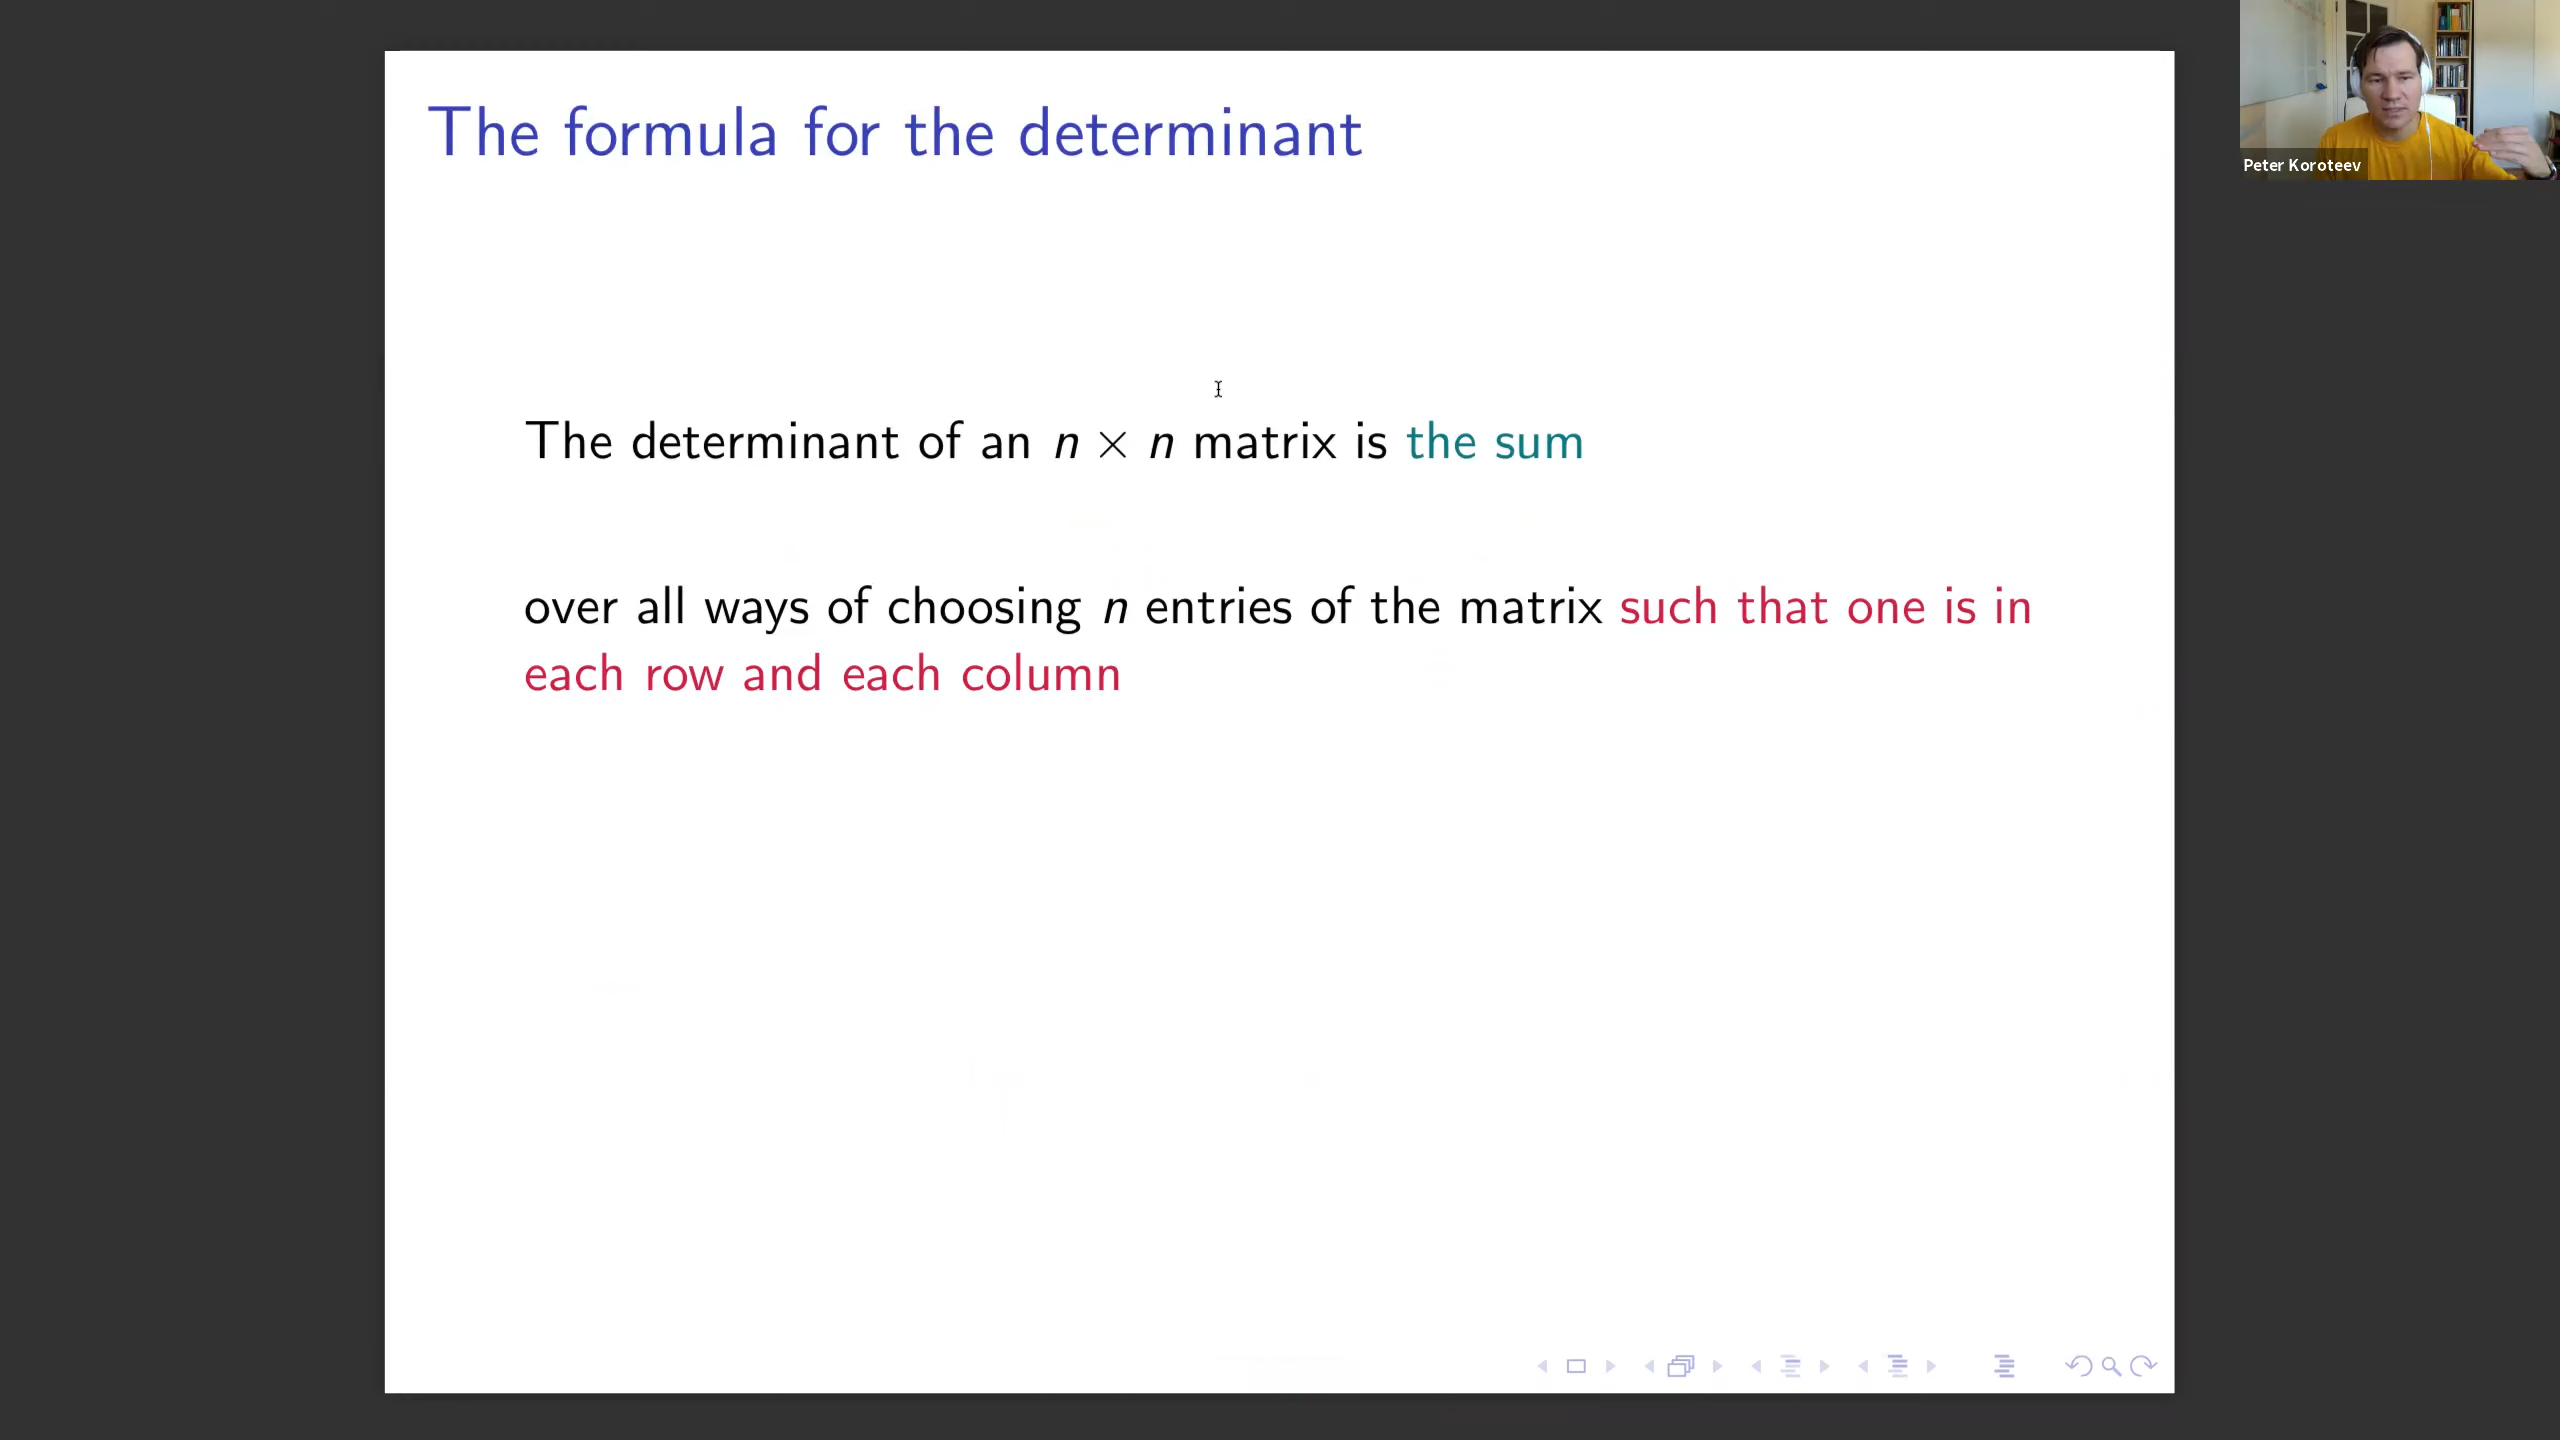 The formula for the determinant
Peter Koroteev
The determinant of an n × n matrix is the sum
over all ways of choosing n entries of the matrix such that one is in
each row and each column